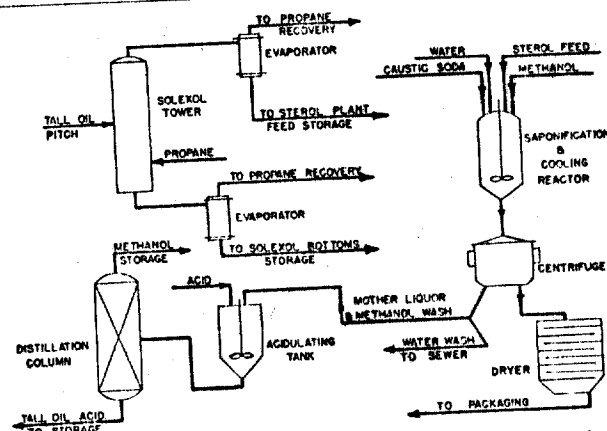 TO PROPANE
RECOVERY
EVAPORATOR
SOLEXOL
TOWER
TALL OIL
PITCH
PROPANE
TO STEROL PLANT
FEED STORAGE
TO PROPANE RECOVERY
EVAPORATOR
TO SOLEXOL BOTTOMS
STORAGE
WATER
CAUSTIC SODA
STEROL FEED
METHANOL
SAPONIFICATION
&
COOLING
REACTOR
CENTRIFUGE
METHANOL
STORAGE
ACID
MOTHER LIQUOR
& METHANOL WASH
DISTILLATION
COLUMN
ACIDULATING
TANK
WATER WASH
TO SEWER
DRYER
TALL OIL ACID
TO STORAGE
TO PACKAGING